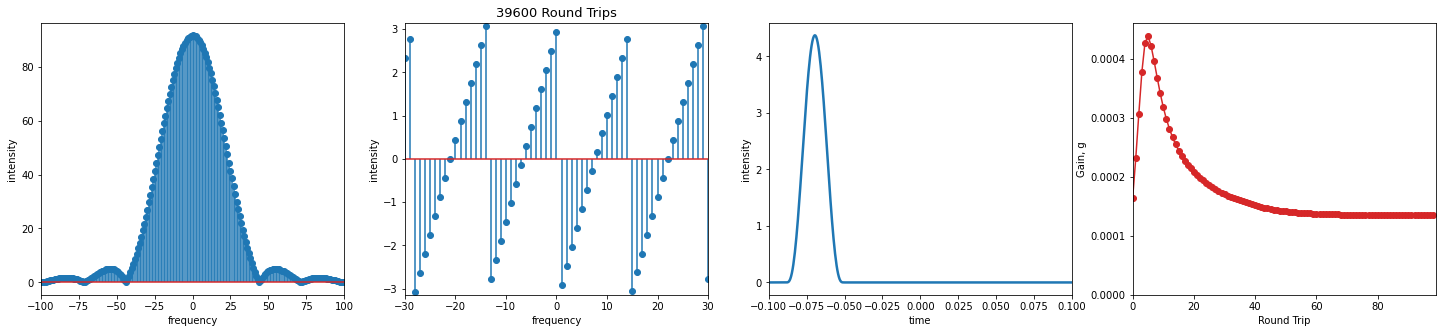 39600 Round Trips
intensity
80
60
40
20
0
−100 −75 −50 −25 0 25 50 75 100
frequency
intensity
3
2
1
0
−1
−2
−3
−30 −20 −10 0 10 20 30
frequency
intensity
4
3
2
1
0
−0.100 −0.075 −0.050 −0.025 0.000 0.025 0.050 0.075 0.100
time
Gain, g
0.0004
0.0003
0.0002
0.0001
0.0000
0 20 40 60 80
Round Trip